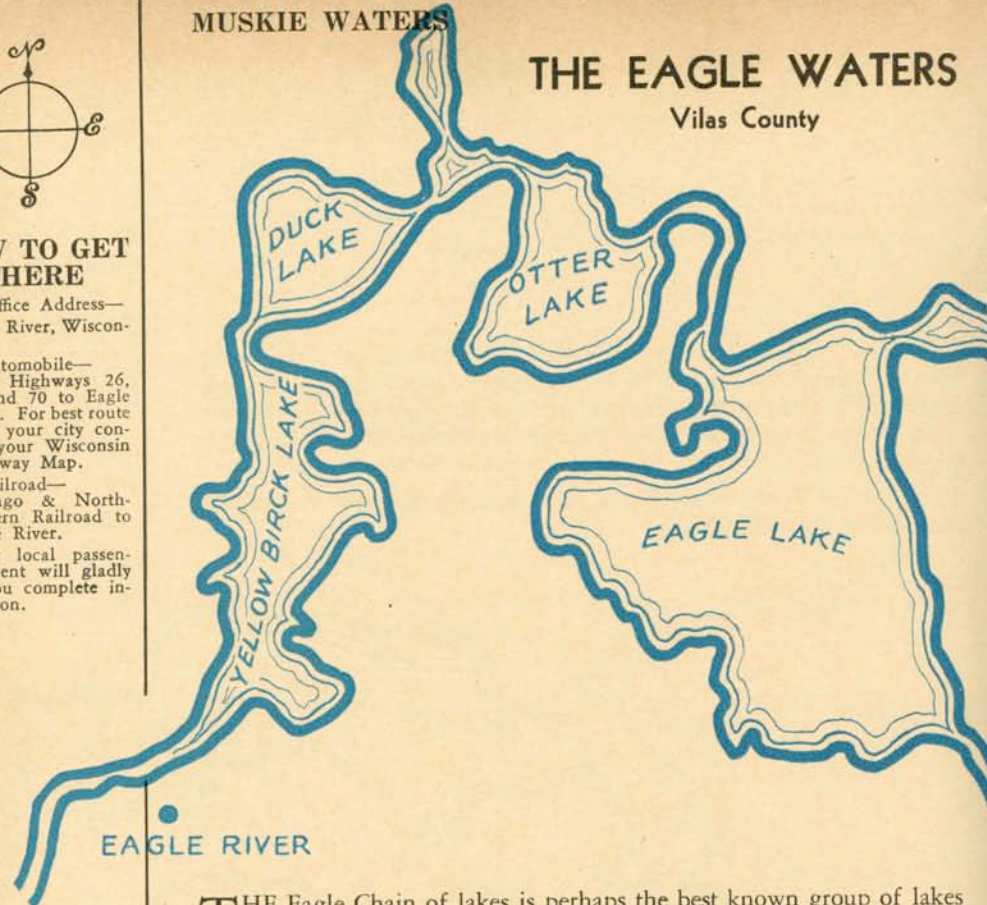 MUSKIE WATERS
THE EAGLE WATERS
Vilas County
N
E
S
TO GET
HERE
ffice Address—
River, Wiscon-
tomobile—
Highways 26,
nd 70 to Eagle
. For best route
your city con-
your Wisconsin
way Map.
ilroad—
ago & North-
ern Railroad to
River.
local passen-
ent will gladly
ou complete in-
on.
DUCK
LAKE
OTTER
LAKE
YELLOW BIRCK LAKE
EAGLE LAKE
EAGLE RIVER
THE Eagle Chain of lakes is perhaps the best known group of lakes